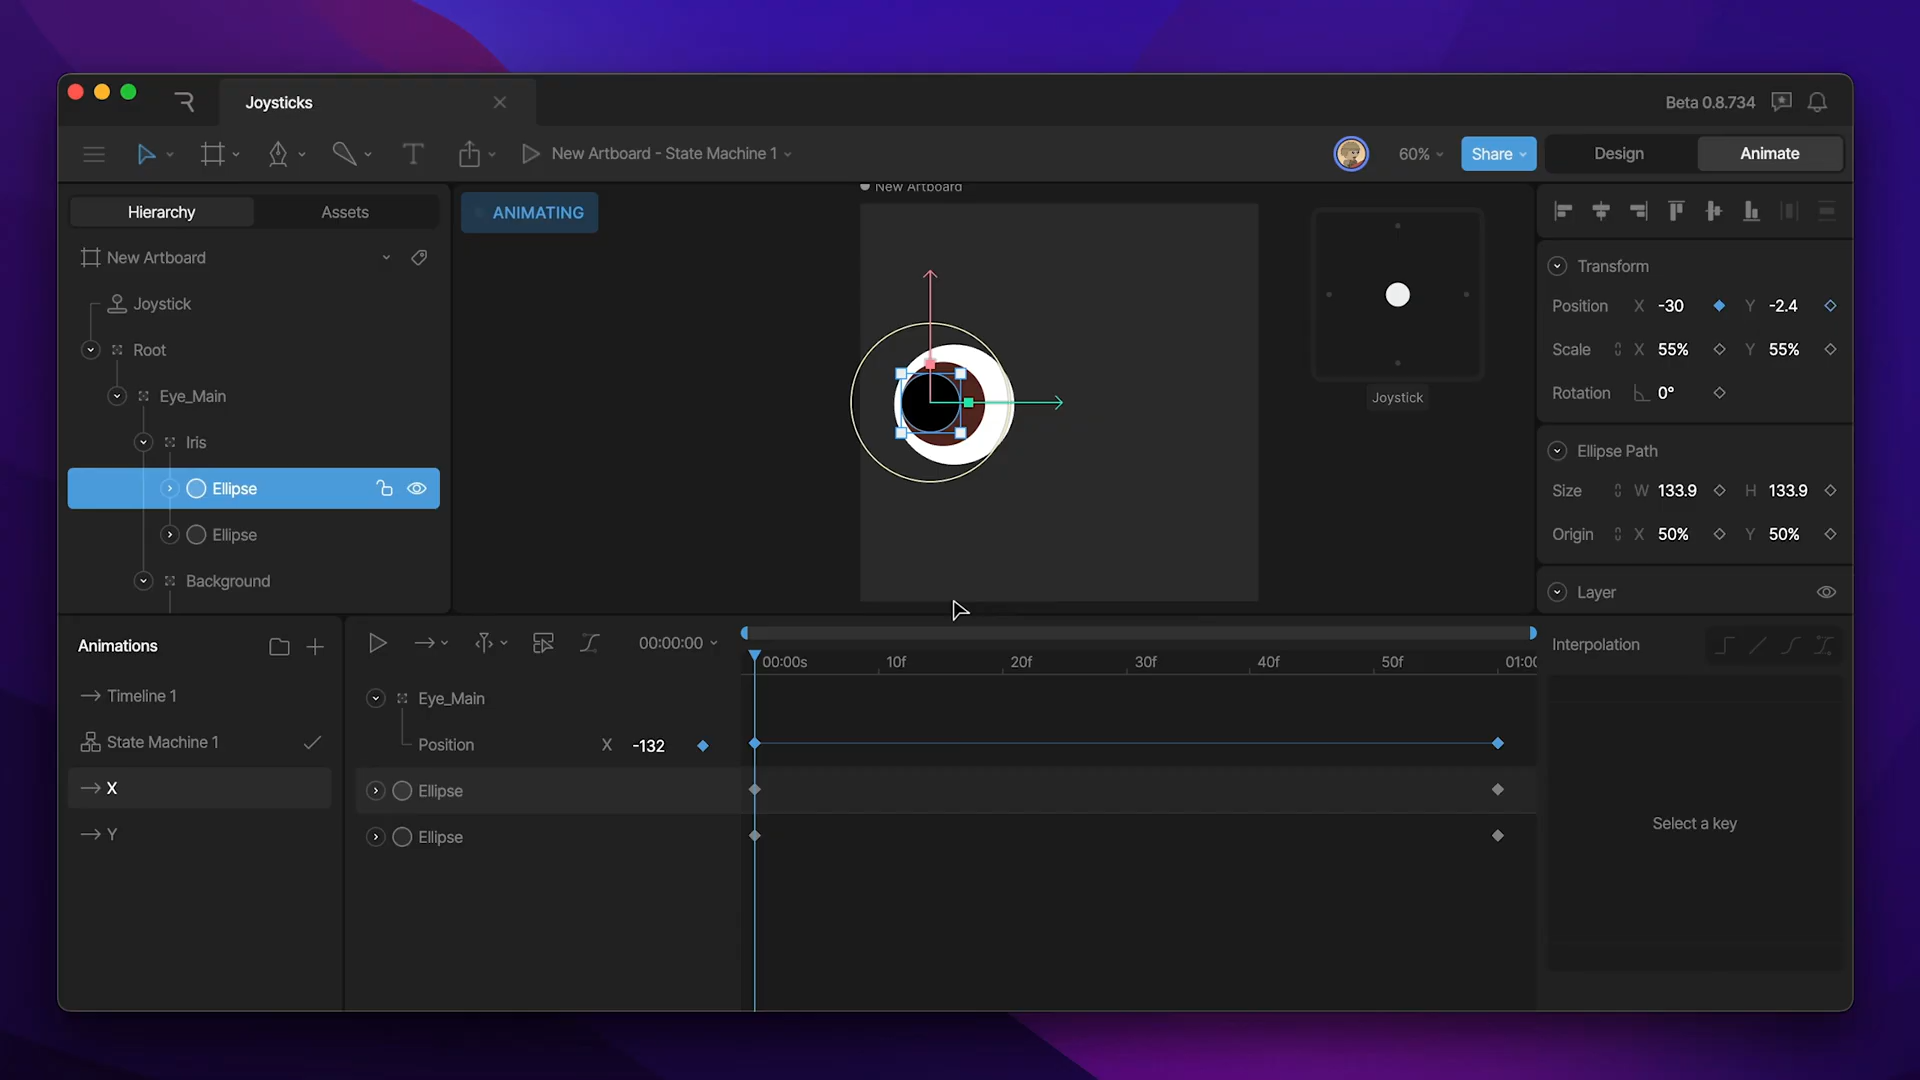 Joysticks
Beta 0.8.734
T
New Artboard - State Machine 1
60%
Share
Design
Animate
Hierarchy
Assets
ANIMATING
New Artboard
New Artboard
Joystick
Root
Eye_Main
Iris
Ellipse
Ellipse
Background
Joystick
Transform
Position X -30 Y -2.4
Scale X 55% Y 55%
Rotation 0°
Ellipse Path
Size W 133.9 H 133.9
Origin X 50% Y 50%
Layer
Animations
Timeline 1
State Machine 1
X
Y
00:00:00
00:00s 10f 20f 30f 40f 50f 01:00
Eye_Main
Position X -132
Ellipse
Ellipse
Interpolation
Select a key